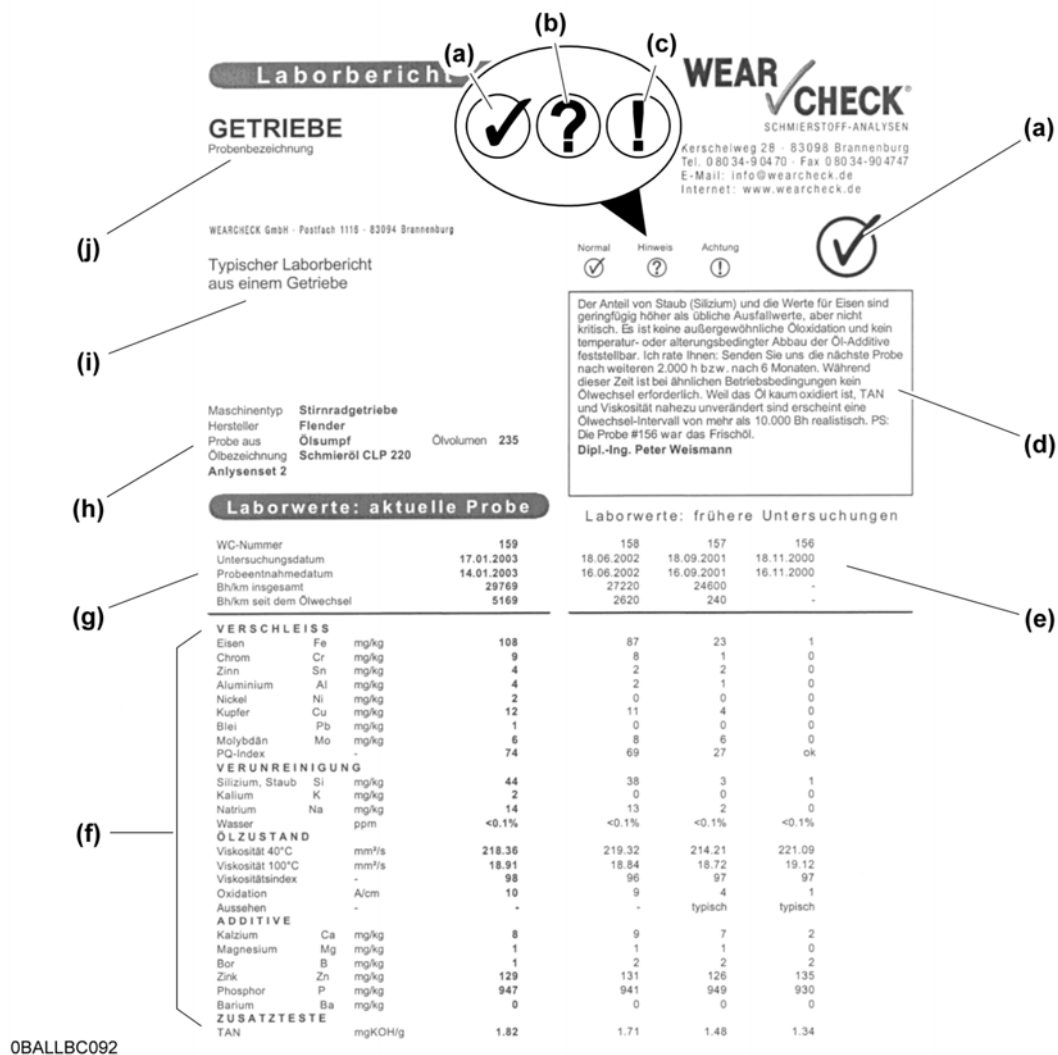 (b)
(a)
(c)
Laborbericht
WEAR CHECK®
SCHMIERSTOFF-ANALYSEN
GETRIEBE
Probenbezeichnung
Kerschelweg 28 · 83098 Brannenburg
Tel. 0 80 34-9 04 70 · Fax 0 80 34-90 47 47
E-Mail: info@wearcheck.de
Internet: www.wearcheck.de
(a)
(j)
WEARCHECK GmbH · Postfach 1118 · 83094 Brannenburg
Normal Hinweis Achtung
Typischer Laborbericht
aus einem Getriebe
(i)
Der Anteil von Staub (Silizium) und die Werte für Eisen sind
geringfügig höher als übliche Ausfallwerte, aber nicht
kritisch. Es ist keine außergewöhnliche Öloxidation und kein
temperatur- oder alterungsbedingter Abbau der Öl-Additive
feststellbar. Ich rate Ihnen: Senden Sie uns die nächste Probe
nach weiteren 2.000 h bzw. nach 6 Monaten. Während
dieser Zeit ist bei ähnlichen Betriebsbedingungen kein
Ölwechsel erforderlich. Weil das Öl kaum oxidiert ist, TAN
und Viskosität nahezu unverändert sind erscheint eine
Ölwechsel-Intervall von mehr als 10.000 Bh realistisch. PS:
Die Probe #156 war das Frischöl.
Dipl.-Ing. Peter Weismann
(d)
Maschinentyp Stirnradgetriebe
Hersteller Flender
Probe aus Ölsumpf Ölvolumen 235
Ölbezeichnung Schmieröl CLP 220
Anlysenset 2
(h)
Laborwerte: aktuelle Probe
Laborwerte: frühere Untersuchungen
WC-Nummer 159 158 157 156
Untersuchungsdatum 17.01.2003 18.06.2002 18.09.2001 18.11.2000
Probeentnahmedatum 14.01.2003 16.06.2002 16.09.2001 16.11.2000
Bh/km insgesamt 29769 27220 24600 -
Bh/km seit dem Ölwechsel 5169 2620 240 -
(g)
(e)
VERSCHLEISS
Eisen Fe mg/kg 108 87 23 1
Chrom Cr mg/kg 9 8 1 0
Zinn Sn mg/kg 4 2 2 0
Aluminium Al mg/kg 4 2 1 0
Nickel Ni mg/kg 2 0 0 0
Kupfer Cu mg/kg 12 11 4 0
Blei Pb mg/kg 1 0 0 0
Molybdän Mo mg/kg 6 8 6 0
PQ-Index - 74 69 27 ok
VERUNREINIGUNG
Silizium, Staub Si mg/kg 44 38 3 1
Kalium K mg/kg 2 0 0 0
Natrium Na mg/kg 14 13 2 0
Wasser ppm <0.1% <0.1% <0.1% <0.1%
(f)
ÖLZUSTAND
Viskosität 40°C mm²/s 218.36 219.32 214.21 221.09
Viskosität 100°C mm²/s 18.91 18.84 18.72 19.12
Viskositätsindex - 98 96 97 97
Oxidation A/cm 10 9 4 1
Aussehen - - - typisch typisch
ADDITIVE
Kalzium Ca mg/kg 8 9 7 2
Magnesium Mg mg/kg 1 1 1 0
Bor B mg/kg 1 2 2 2
Zink Zn mg/kg 129 131 126 135
Phosphor P mg/kg 947 941 949 930
Barium Ba mg/kg 0 0 0 0
ZUSATZTESTE
TAN mgKOH/g 1.82 1.71 1.48 1.34
0BALLBC092